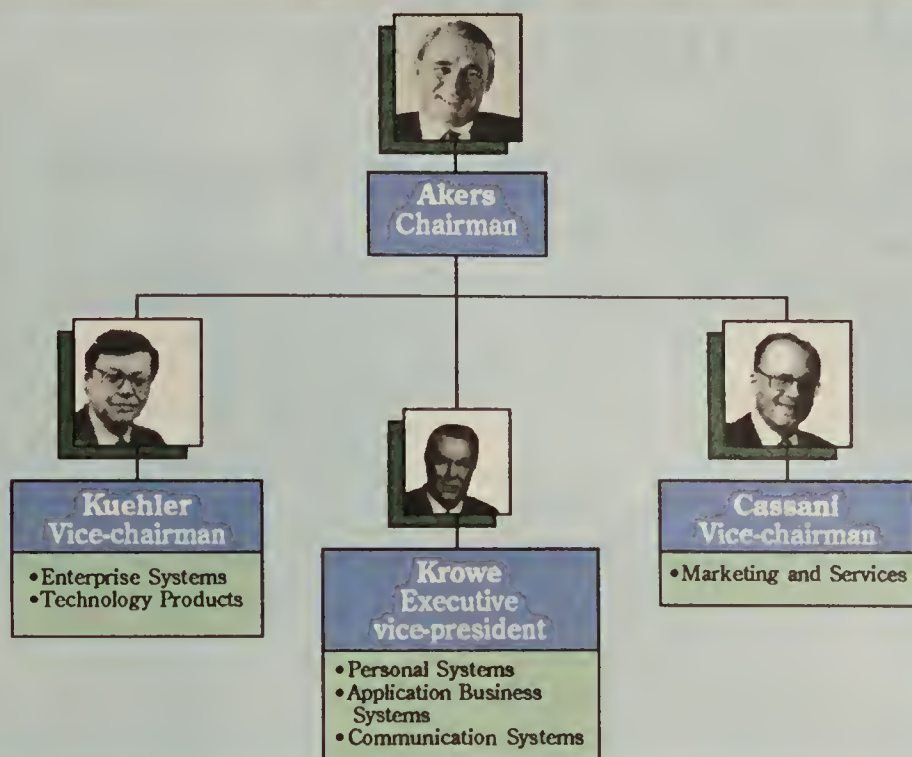 Akers
Chairman
Kuehler
Vice-chairman
• Enterprise Systems
• Technology Products
Krowe
Executive
vice-president
• Personal Systems
• Application Business
Systems
• Communication Systems
Cassani
Vice-chairman
• Marketing and Services